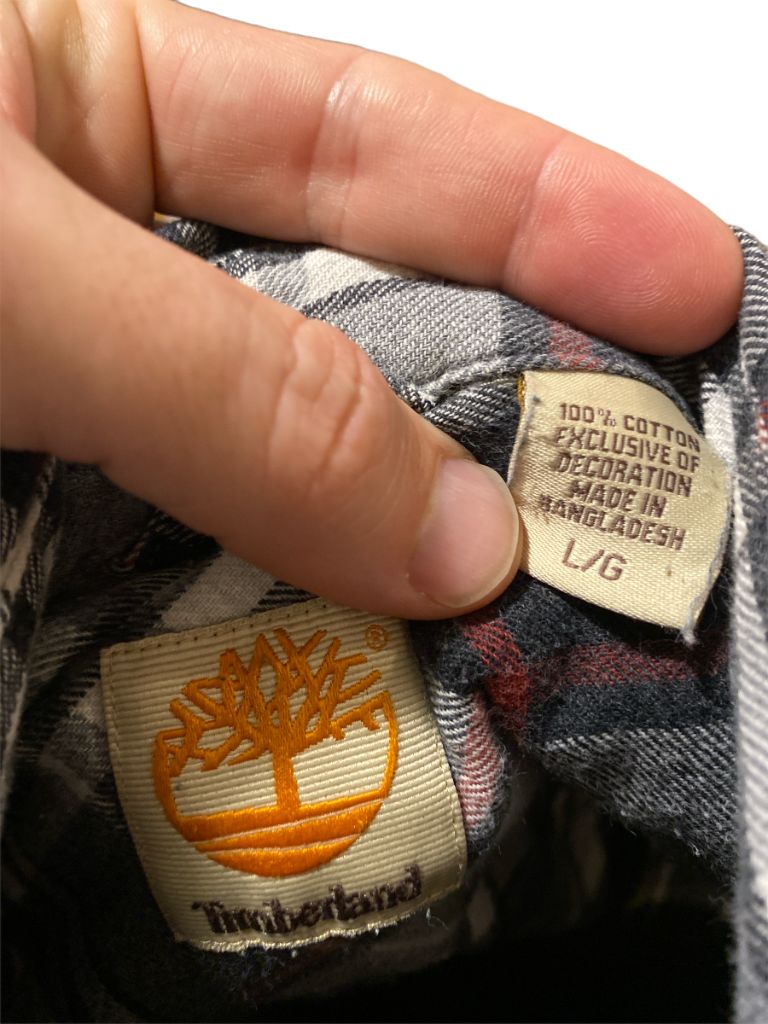 100% COTTON
EXCLUSIVE OF
DECORATION
MADE IN
BANGLADESH
L/G
®
Timberland